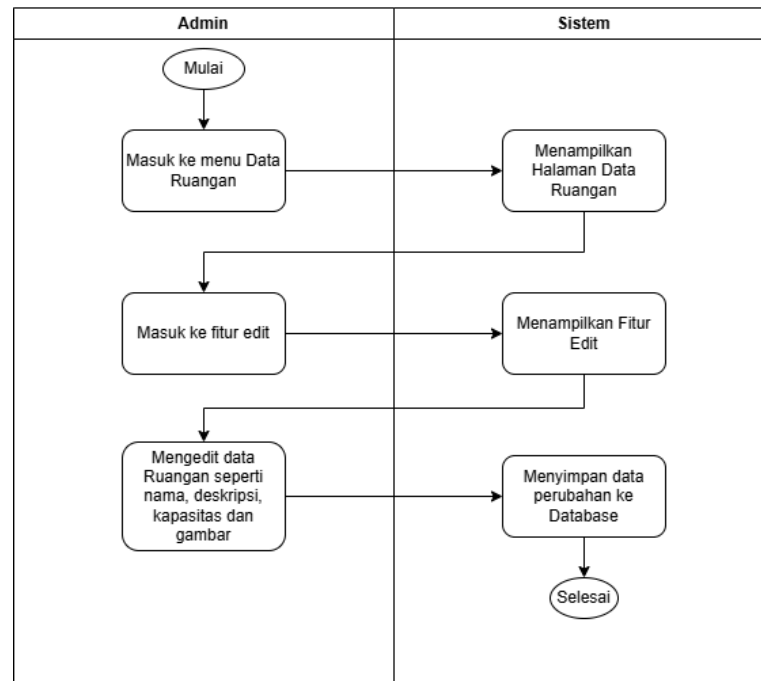 Admin
Sistem
Mulai
Masuk ke menu Data
Ruangan
Menampilkan
Halaman Data
Ruangan
Masuk ke fitur edit
Menampilkan Fitur
Edit
Mengedit data
Ruangan seperti
nama, deskripsi,
kapasitas dan
gambar
Menyimpan data
perubahan ke
Database
Selesai